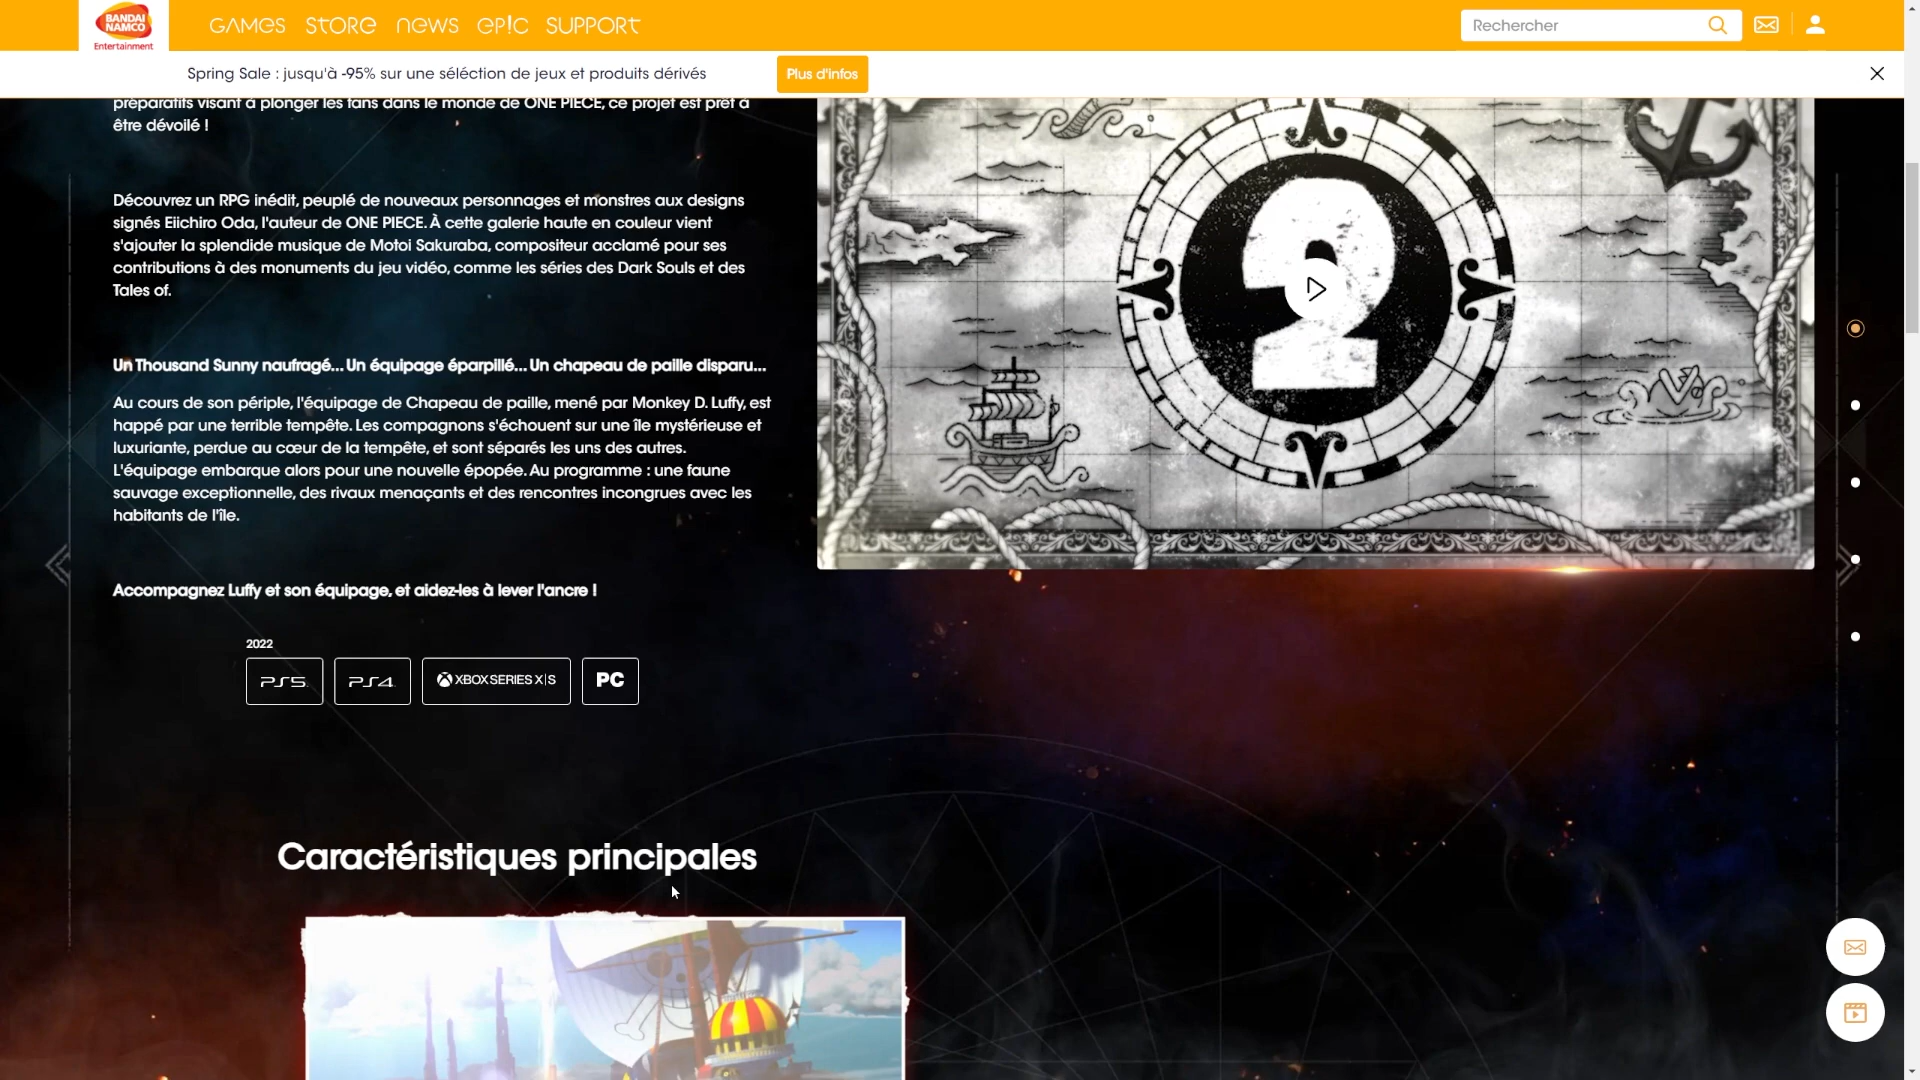 BANDAI
NAMCO
Entertainment
GAMES STORE NEWS EP!C SUPPORT
Rechercher
Spring Sale : jusqu'à -95% sur une séléction de jeux et produits dérivés
Plus d'infos
préparatifs visant à plonger les fans dans le monde de ONE PIECE, ce projet est prêt à
être dévoilé !
Découvrez un RPG inédit, peuplé de nouveaux personnages et monstres aux designs
signés Eiichiro Oda, l'auteur de ONE PIECE. À cette galerie haute en couleur vient
s'ajouter la splendide musique de Motoi Sakuraba, compositeur acclamé pour ses
contributions à des monuments du jeu vidéo, comme les séries des Dark Souls et des
Tales of.
Un Thousand Sunny naufragé... Un équipage éparpillé... Un chapeau de paille disparu...
Au cours de son périple, l'équipage de Chapeau de paille, mené par Monkey D. Luffy, est
happé par une terrible tempête. Les compagnons s'échouent sur une île mystérieuse et
luxuriante, perdue au cœur de la tempête, et sont séparés les uns des autres.
L'équipage embarque alors pour une nouvelle épopée. Au programme : une faune
sauvage exceptionnelle, des rivaux menaçants et des rencontres incongrues avec les
habitants de l'île.
Accompagnez Luffy et son équipage, et aidez-les à lever l'ancre !
2022
PS5 PS4 XBOX SERIES X|S PC
2
Caractéristiques principales